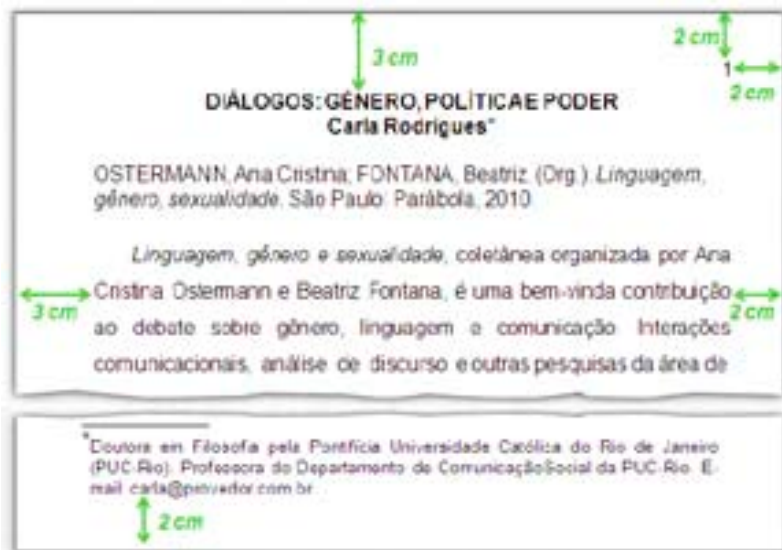 2 cm
3 cm
1
2 cm
DIÁLOGOS: GÊNERO, POLÍTICA E PODER
Carla Rodrigues*
OSTERMANN, Ana Cristina; FONTANA, Beatriz. (Org.). Linguagem,
gênero, sexualidade. São Paulo: Parábola, 2010.
Linguagem, gênero e sexualidade, coletânea organizada por Ana
3 cm
Cristina Ostermann e Beatriz Fontana, é uma bem-vinda contribuição
2 cm
ao debate sobre gênero, linguagem e comunicação. Interações
comunicacionais, análise de discurso e outras pesquisas da área de
*Doutora em Filosofia pela Pontifícia Universidade Católica do Rio de Janeiro
(PUC-Rio). Professora do Departamento de Comunicação Social da PUC-Rio. E-
mail: carla@provedor.com.br
2 cm